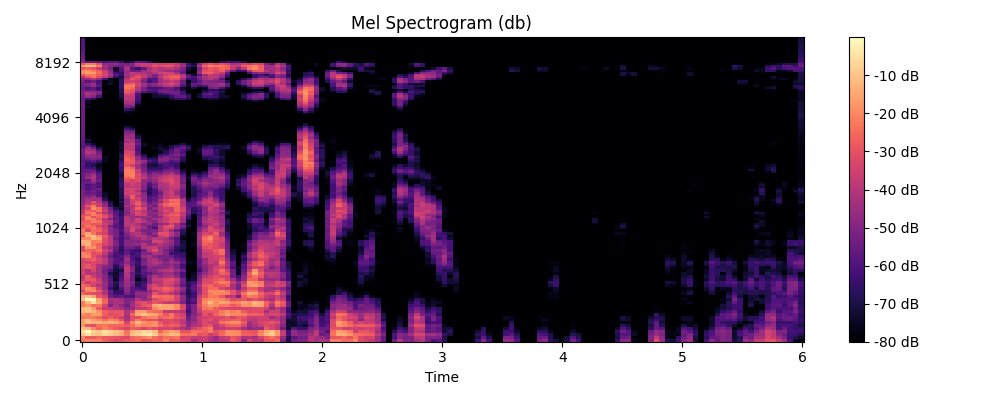 Mel Spectrogram (db)
8192
4096
2048
1024
512
0
Hz
0 1 2 3 4 5 6
Time
-10 dB
-20 dB
-30 dB
-40 dB
-50 dB
-60 dB
-70 dB
-80 dB